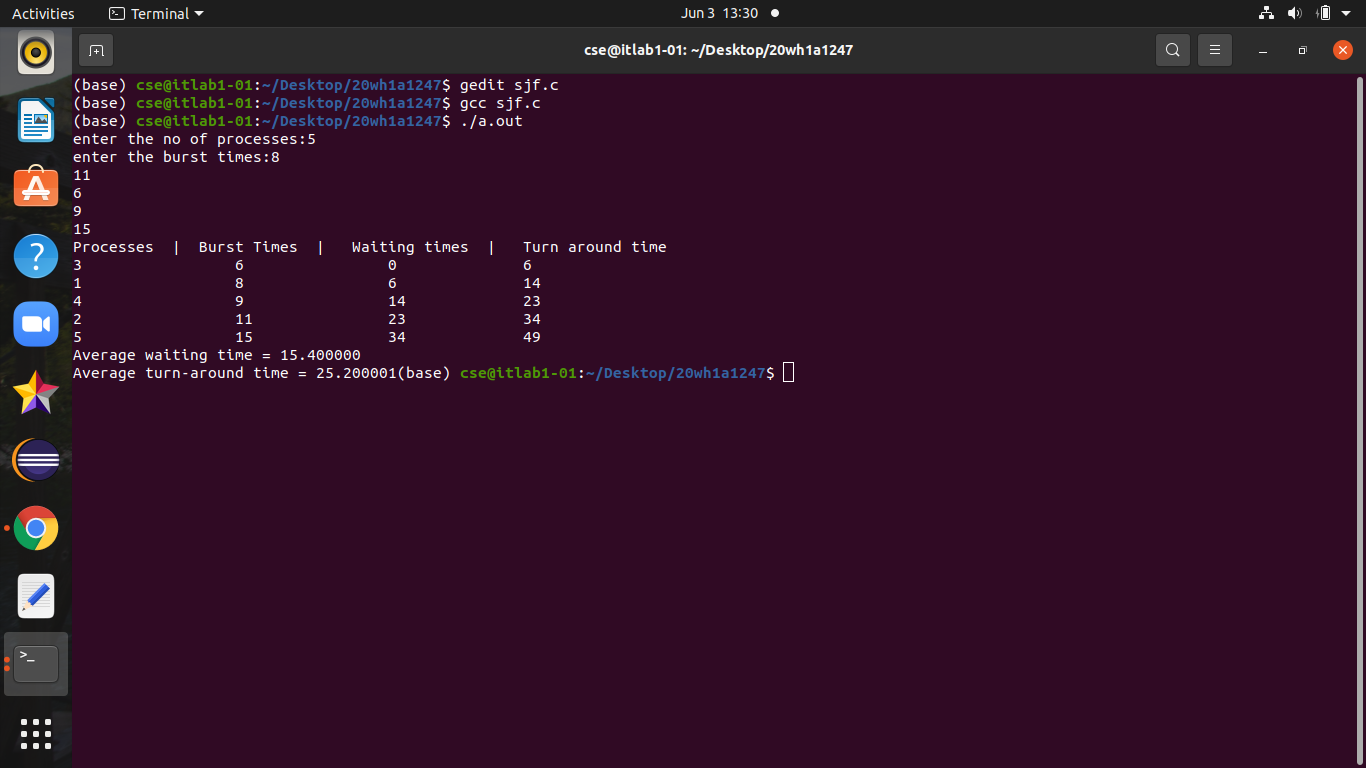 Activities Terminal Jun 3 13:30
cse@itlab1-01: ~/Desktop/20wh1a1247
(base) cse@itlab1-01:~/Desktop/20wh1a1247$ gedit sjf.c
(base) cse@itlab1-01:~/Desktop/20wh1a1247$ gcc sjf.c
(base) cse@itlab1-01:~/Desktop/20wh1a1247$ ./a.out
enter the no of processes:5
enter the burst times:8
11
6
9
15
Processes  |  Burst Times  |   Waiting times  |   Turn around time
3                 6                0              6
1                 8                6              14
4                 9                14             23
2                 11               23             34
5                 15               34             49
Average waiting time = 15.400000
Average turn-around time = 25.200001(base) cse@itlab1-01:~/Desktop/20wh1a1247$